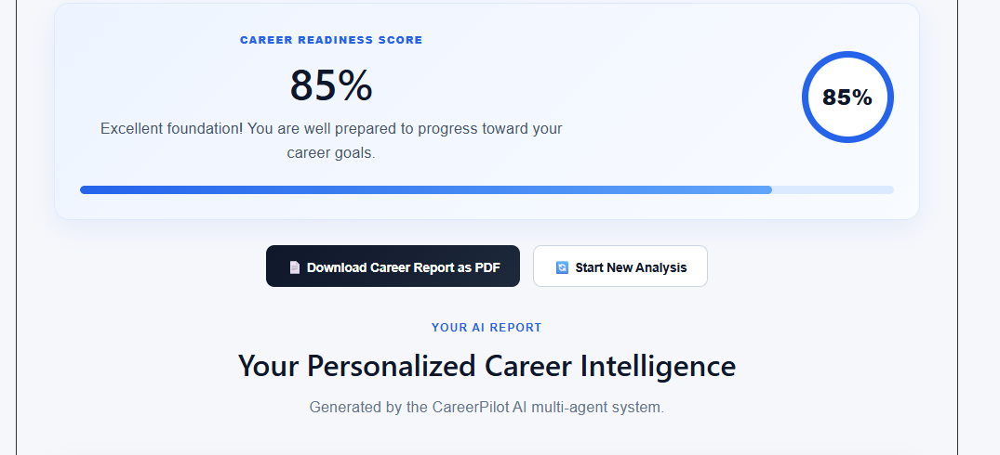 CAREER READINESS SCORE
85%
Excellent foundation! You are well prepared to progress toward your
career goals.
85%
Download Career Report as PDF
Start New Analysis
YOUR AI REPORT
Your Personalized Career Intelligence
Generated by the CareerPilot AI multi-agent system.